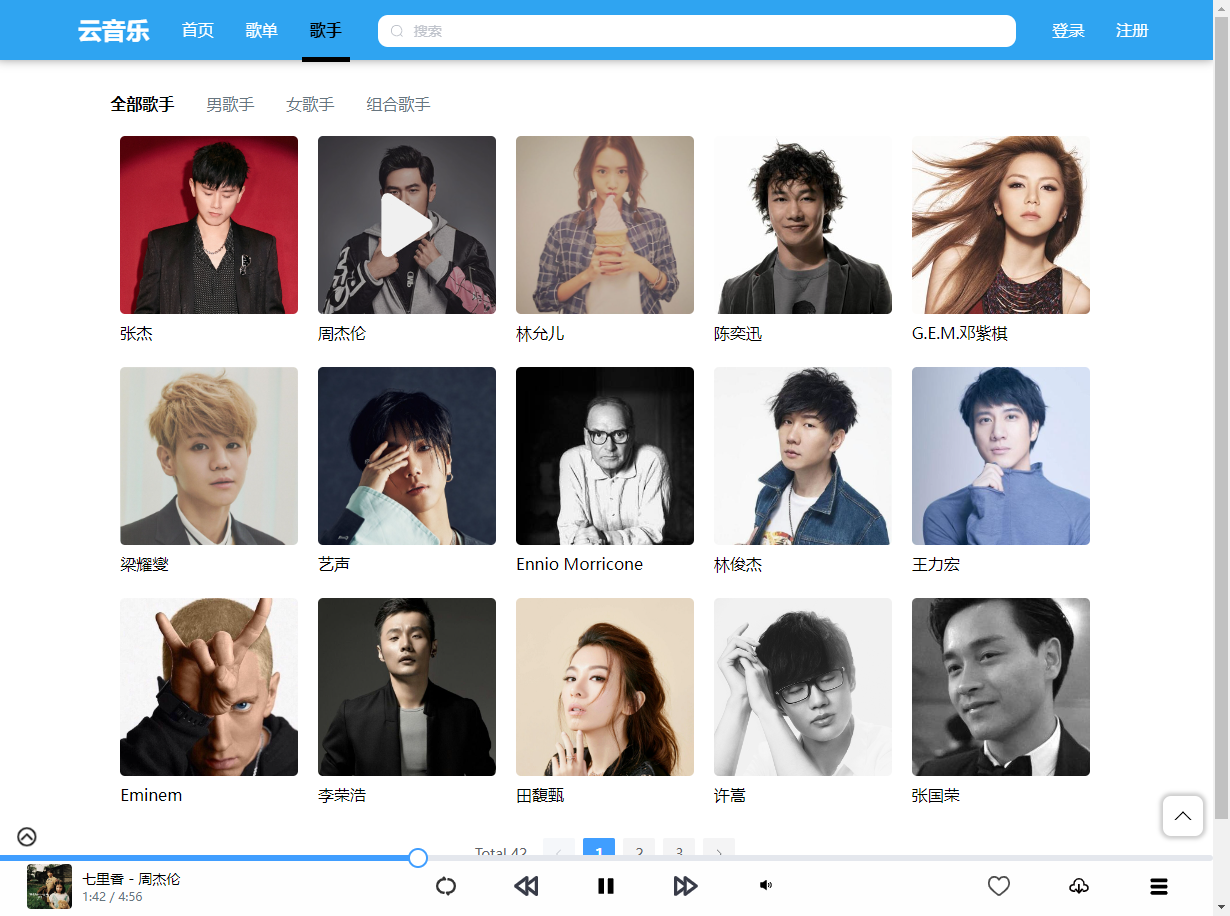 云音乐 首页 歌单 歌手 搜索 登录 注册
全部歌手 男歌手 女歌手 组合歌手
张杰 周杰伦 林允儿 陈奕迅 G.E.M.邓紫棋
梁耀燮 艺声 Ennio Morricone 林俊杰 王力宏
Eminem 李荣浩 田馥甄 许嵩 张国荣
Total 42 1 2 3
七里香 - 周杰伦
1:42 / 4:56